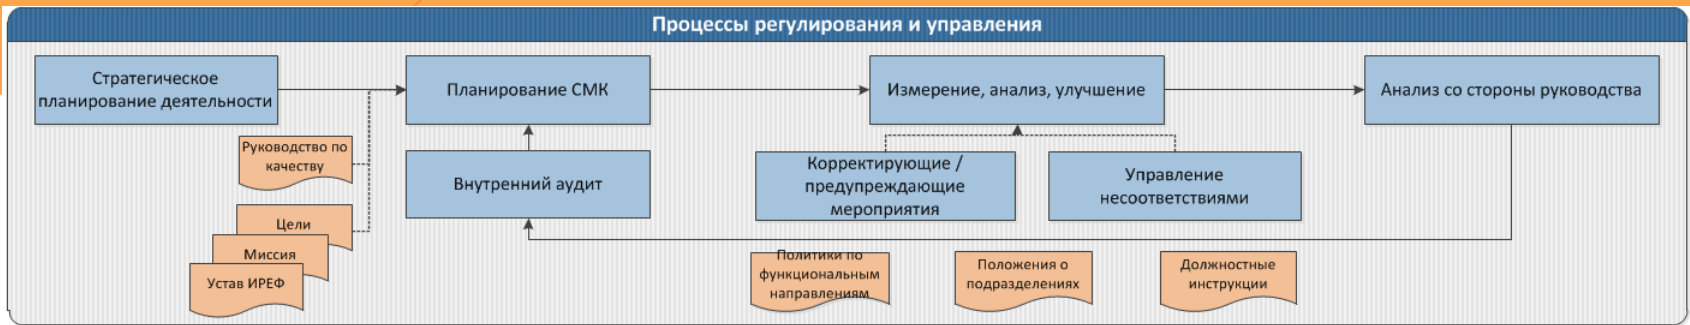 Процессы регулирования и управления
Стратегическое
планирование деятельности
Планирование СМК
Измерение, анализ, улучшение
Анализ со стороны руководства
Руководство по
качеству
Внутренний аудит
Корректирующие /
предупреждающие
мероприятия
Управление
несоответствиями
Цели
Миссия
Устав ИРЕФ
Политики по
функциональным
направлениям
Положения о
подразделениях
Должностные
инструкции